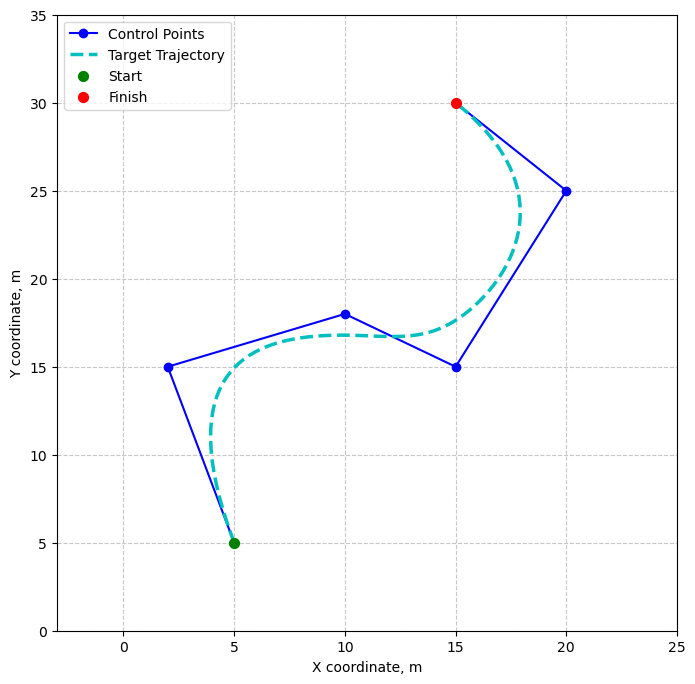 Control Points
Target Trajectory
Start
Finish
35
30
25
20
15
10
5
0
Y coordinate, m
0 5 10 15 20 25
X coordinate, m